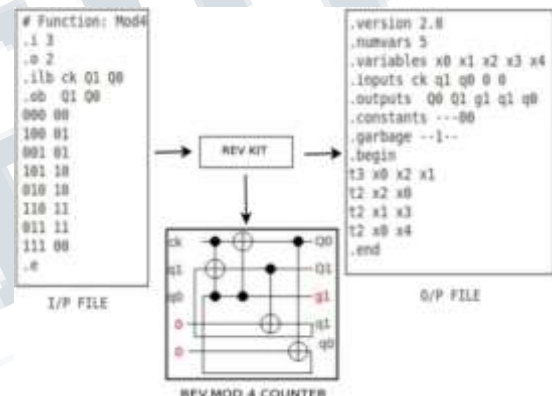 # Function: Mod4
.i 3
.o 2
.ilb ck Q1 Q0
.ob Q1 Q0
000 00
100 01
001 01
101 10
010 10
110 11
011 11
111 00
.e
I/P FILE
REV KIT
ck
q1
q0
0
0
Q0
Q1
g1
q1
q0
REV MOD 4 COUNTER
.version 2.0
.numvars 5
.variables x0 x1 x2 x3 x4
.inputs ck q1 q0 0 0
.outputs Q0 Q1 g1 q1 q0
.constants ---00
.garbage --1--
.begin
t3 x0 x2 x1
t2 x2 x0
t2 x1 x3
t2 x0 x4
.end
O/P FILE